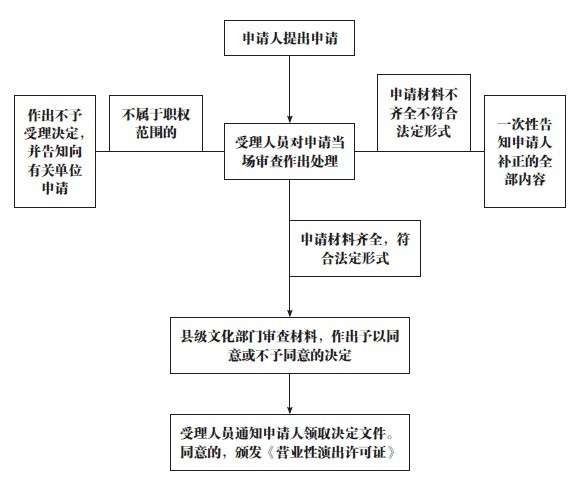 申请人提出申请
作出不予
受理决定，
并告知向
有关单位
申请
不属于职权
范围的
受理人员对申请当
场审查作出处理
申请材料不
齐全不符合
法定形式
一次性告
知申请人
补正的全
部内容
申请材料齐全，符
合法定形式
县级文化部门审查材料，作出予以同
意或不予同意的决定
受理人员通知申请人领取决定文件。
同意的，颁发《营业性演出许可证》